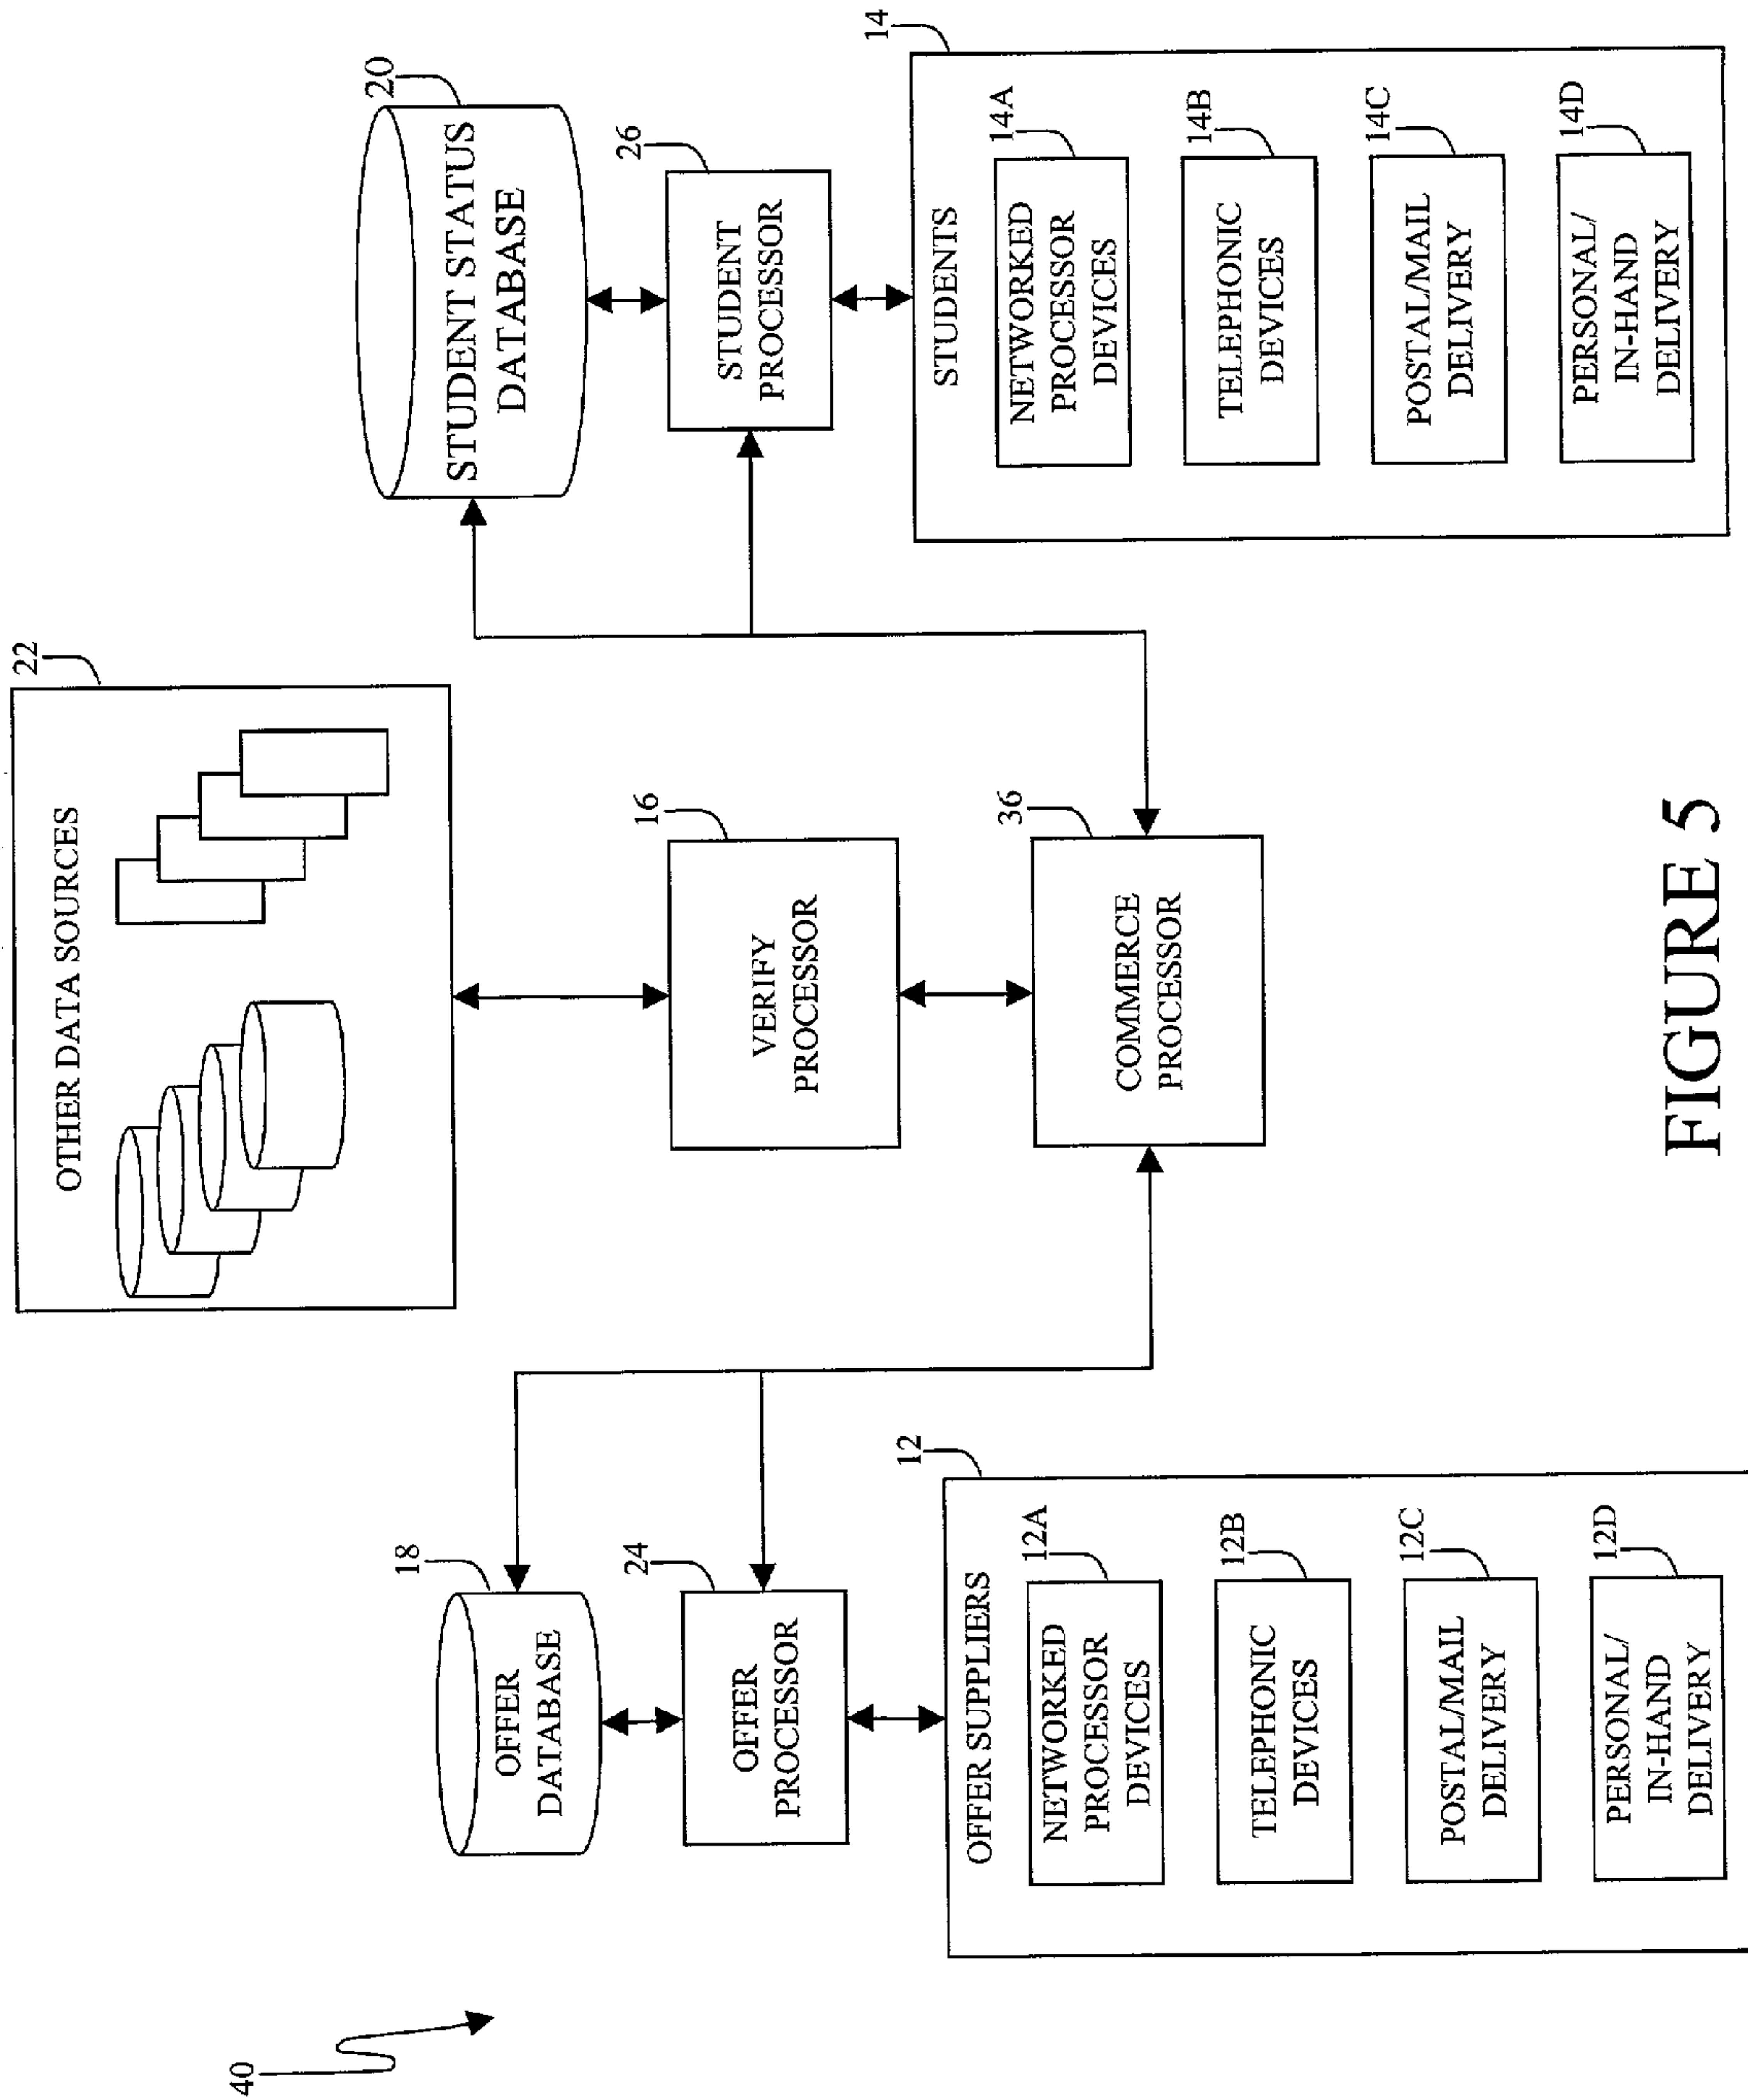 40
OTHER DATA SOURCES
22
18
OFFER
DATABASE
20
STUDENT STATUS
DATABASE
24
OFFER
PROCESSOR
16
VERIFY
PROCESSOR
26
STUDENT
PROCESSOR
12
OFFER SUPPLIERS
12A
NETWORKED
PROCESSOR
DEVICES
12B
TELEPHONIC
DEVICES
12C
POSTAL/MAIL
DELIVERY
12D
PERSONAL/
IN-HAND
DELIVERY
36
COMMERCE
PROCESSOR
14
STUDENTS
14A
NETWORKED
PROCESSOR
DEVICES
14B
TELEPHONIC
DEVICES
14C
POSTAL/MAIL
DELIVERY
14D
PERSONAL/
IN-HAND
DELIVERY
FIGURE 5